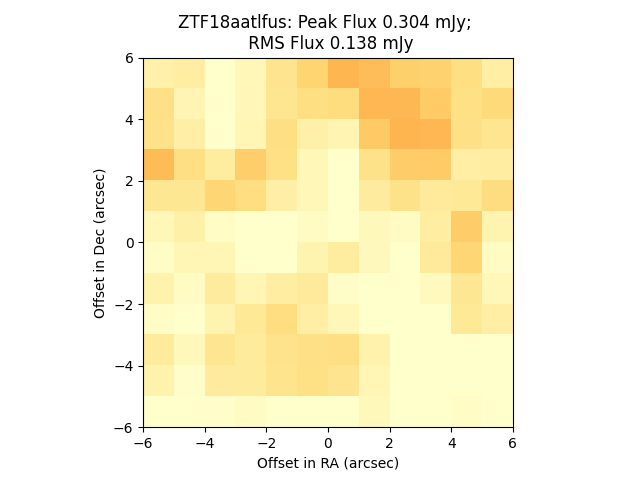 ZTF18aatlfus: Peak Flux 0.304 mJy;
RMS Flux 0.138 mJy
6
4
2
0
−2
−4
−6
Offset in Dec (arcsec)
−6 −4 −2 0 2 4 6
Offset in RA (arcsec)